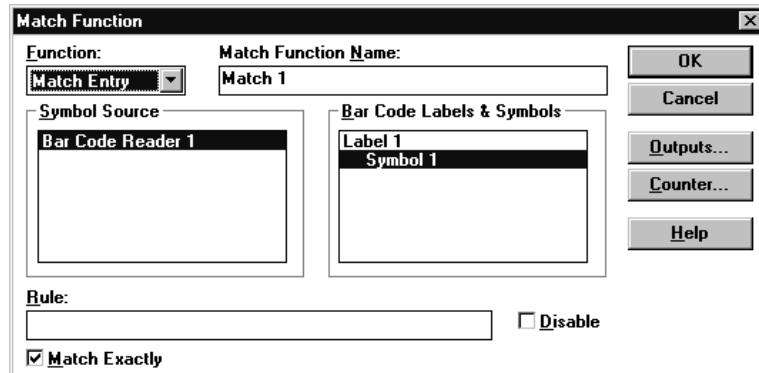 Match Function
Function:
Match Function Name:
OK
Match Entry
Match 1
Cancel
Symbol Source
Bar Code Labels & Symbols
Bar Code Reader 1
Label 1
Symbol 1
Outputs...
Counter...
Help
Rule:
Disable
Match Exactly